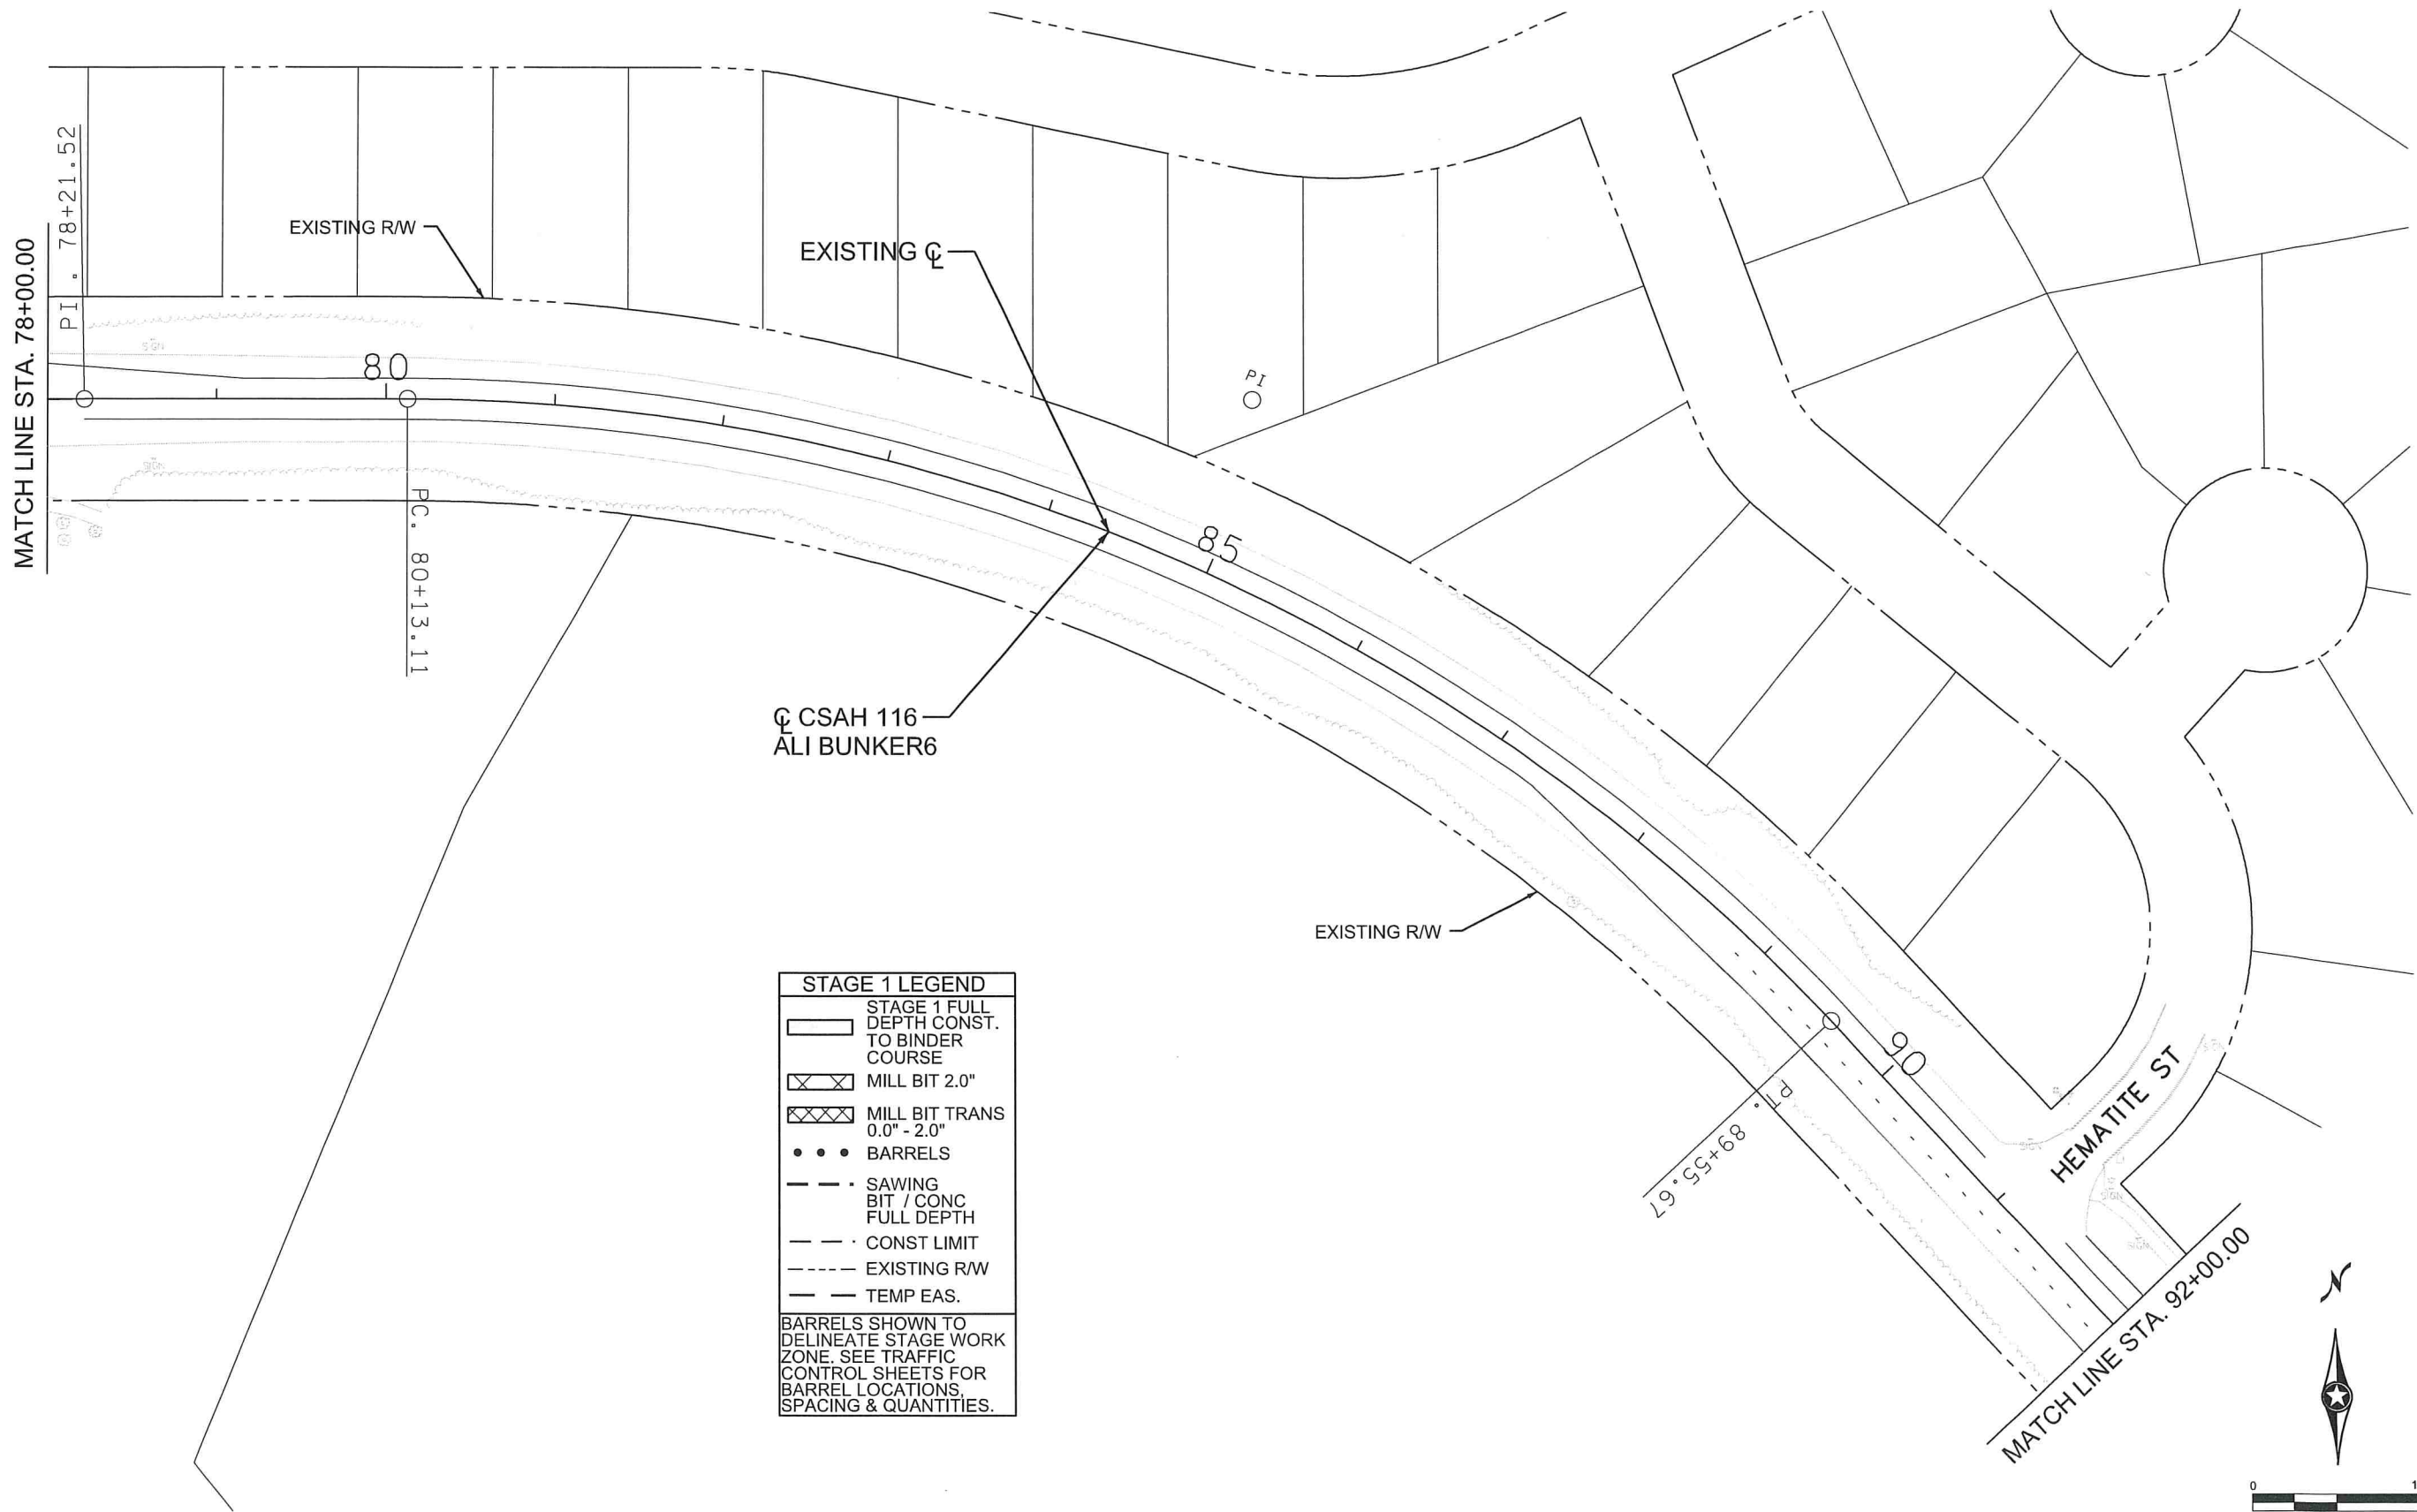 MATCH LINE STA. 78+00.00
PI. 78+21.52
EXISTING R/W
EXISTING ℄
80
SIGN
SIGN
PC. 80+13.11
PI
85
℄ CSAH 116
ALI BUNKER6
EXISTING R/W
STAGE 1 LEGEND
STAGE 1 FULL
DEPTH CONST.
TO BINDER
COURSE
MILL BIT 2.0"
MILL BIT TRANS
0.0" - 2.0"
BARRELS
SAWING
BIT / CONC
FULL DEPTH
CONST LIMIT
EXISTING R/W
TEMP EAS.
BARRELS SHOWN TO
DELINEATE STAGE WORK
ZONE. SEE TRAFFIC
CONTROL SHEETS FOR
BARREL LOCATIONS,
SPACING & QUANTITIES.
90
PT. 89+55.67
HEMATITE ST
SIGN
SIGN
MATCH LINE STA. 92+00.00
N
0